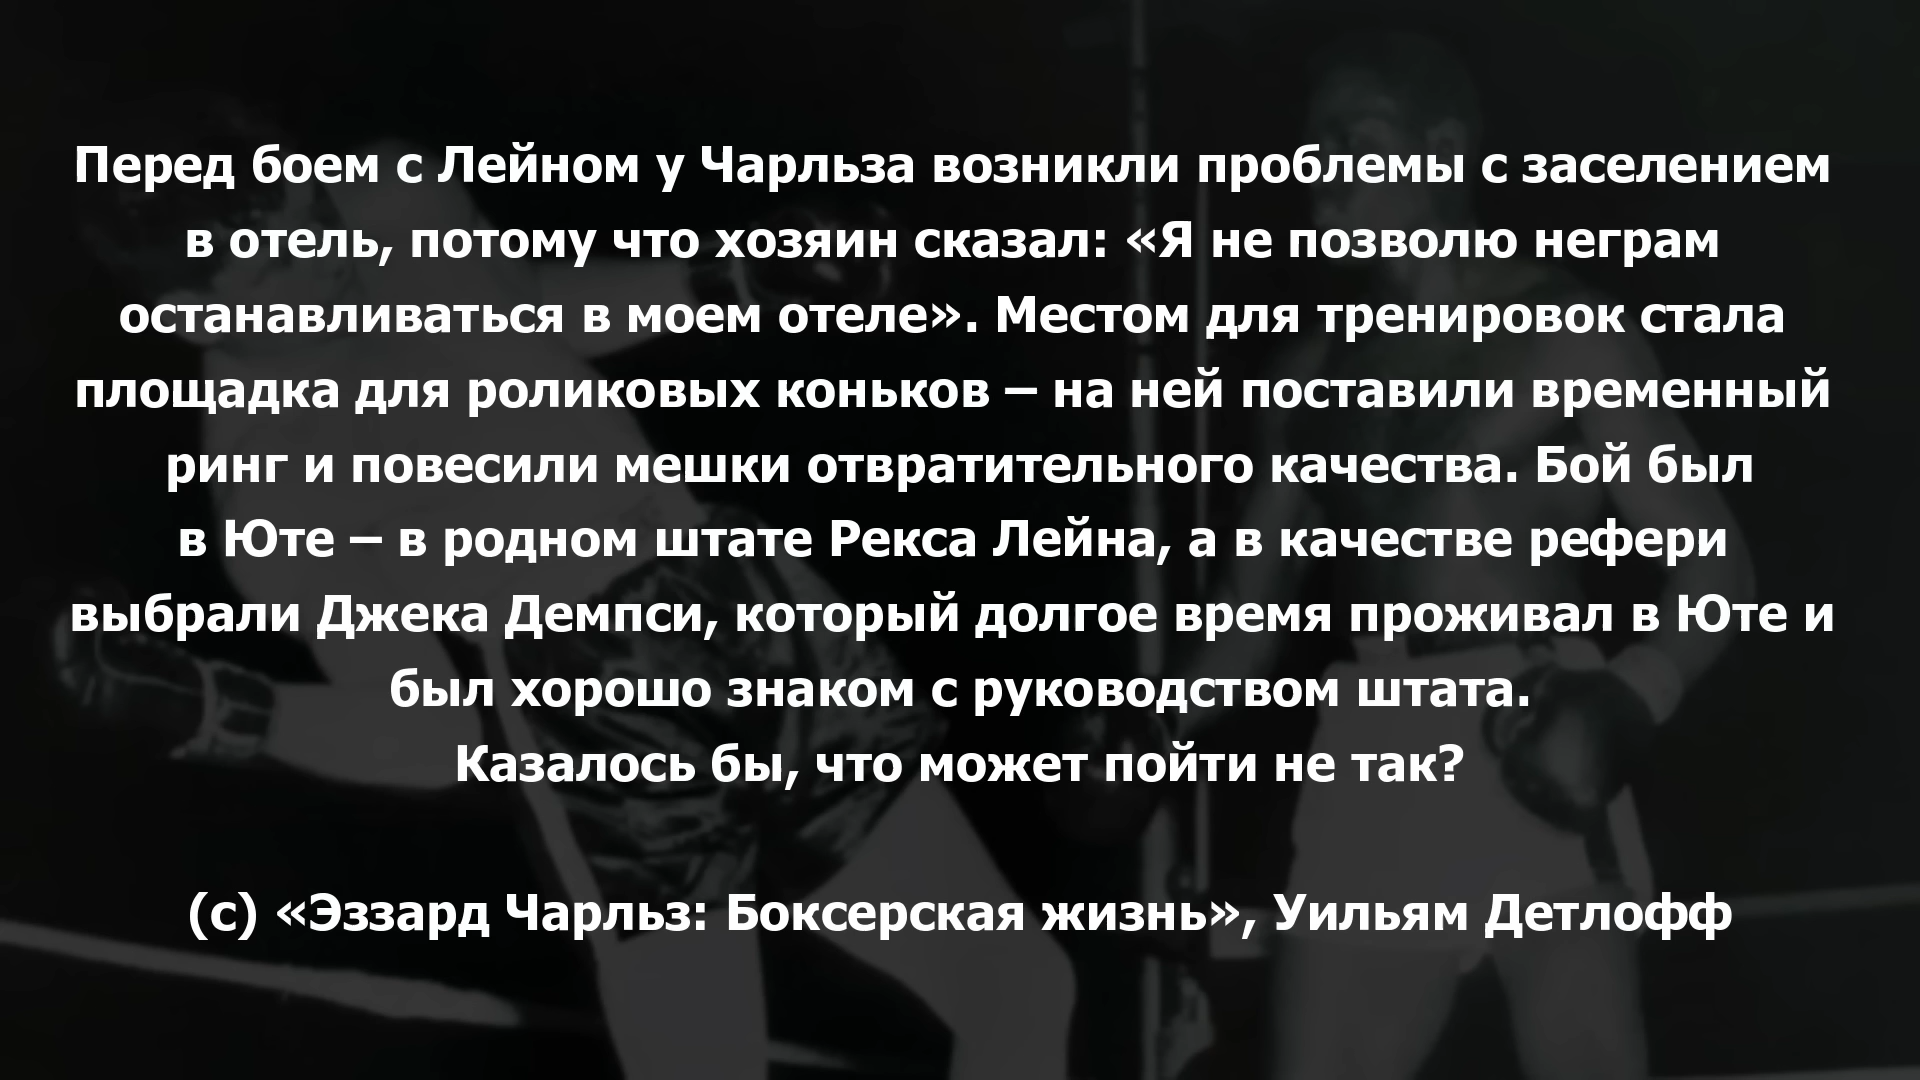 Перед боем с Лейном у Чарльза возникли проблемы с заселением
в отель, потому что хозяин сказал: «Я не позволю неграм
останавливаться в моем отеле». Местом для тренировок стала
площадка для роликовых коньков – на ней поставили временный
ринг и повесили мешки отвратительного качества. Бой был
в Юте – в родном штате Рекса Лейна, а в качестве рефери
выбрали Джека Демпси, который долгое время проживал в Юте и
был хорошо знаком с руководством штата.
Казалось бы, что может пойти не так?
(с) «Эззард Чарльз: Боксерская жизнь», Уильям Детлофф